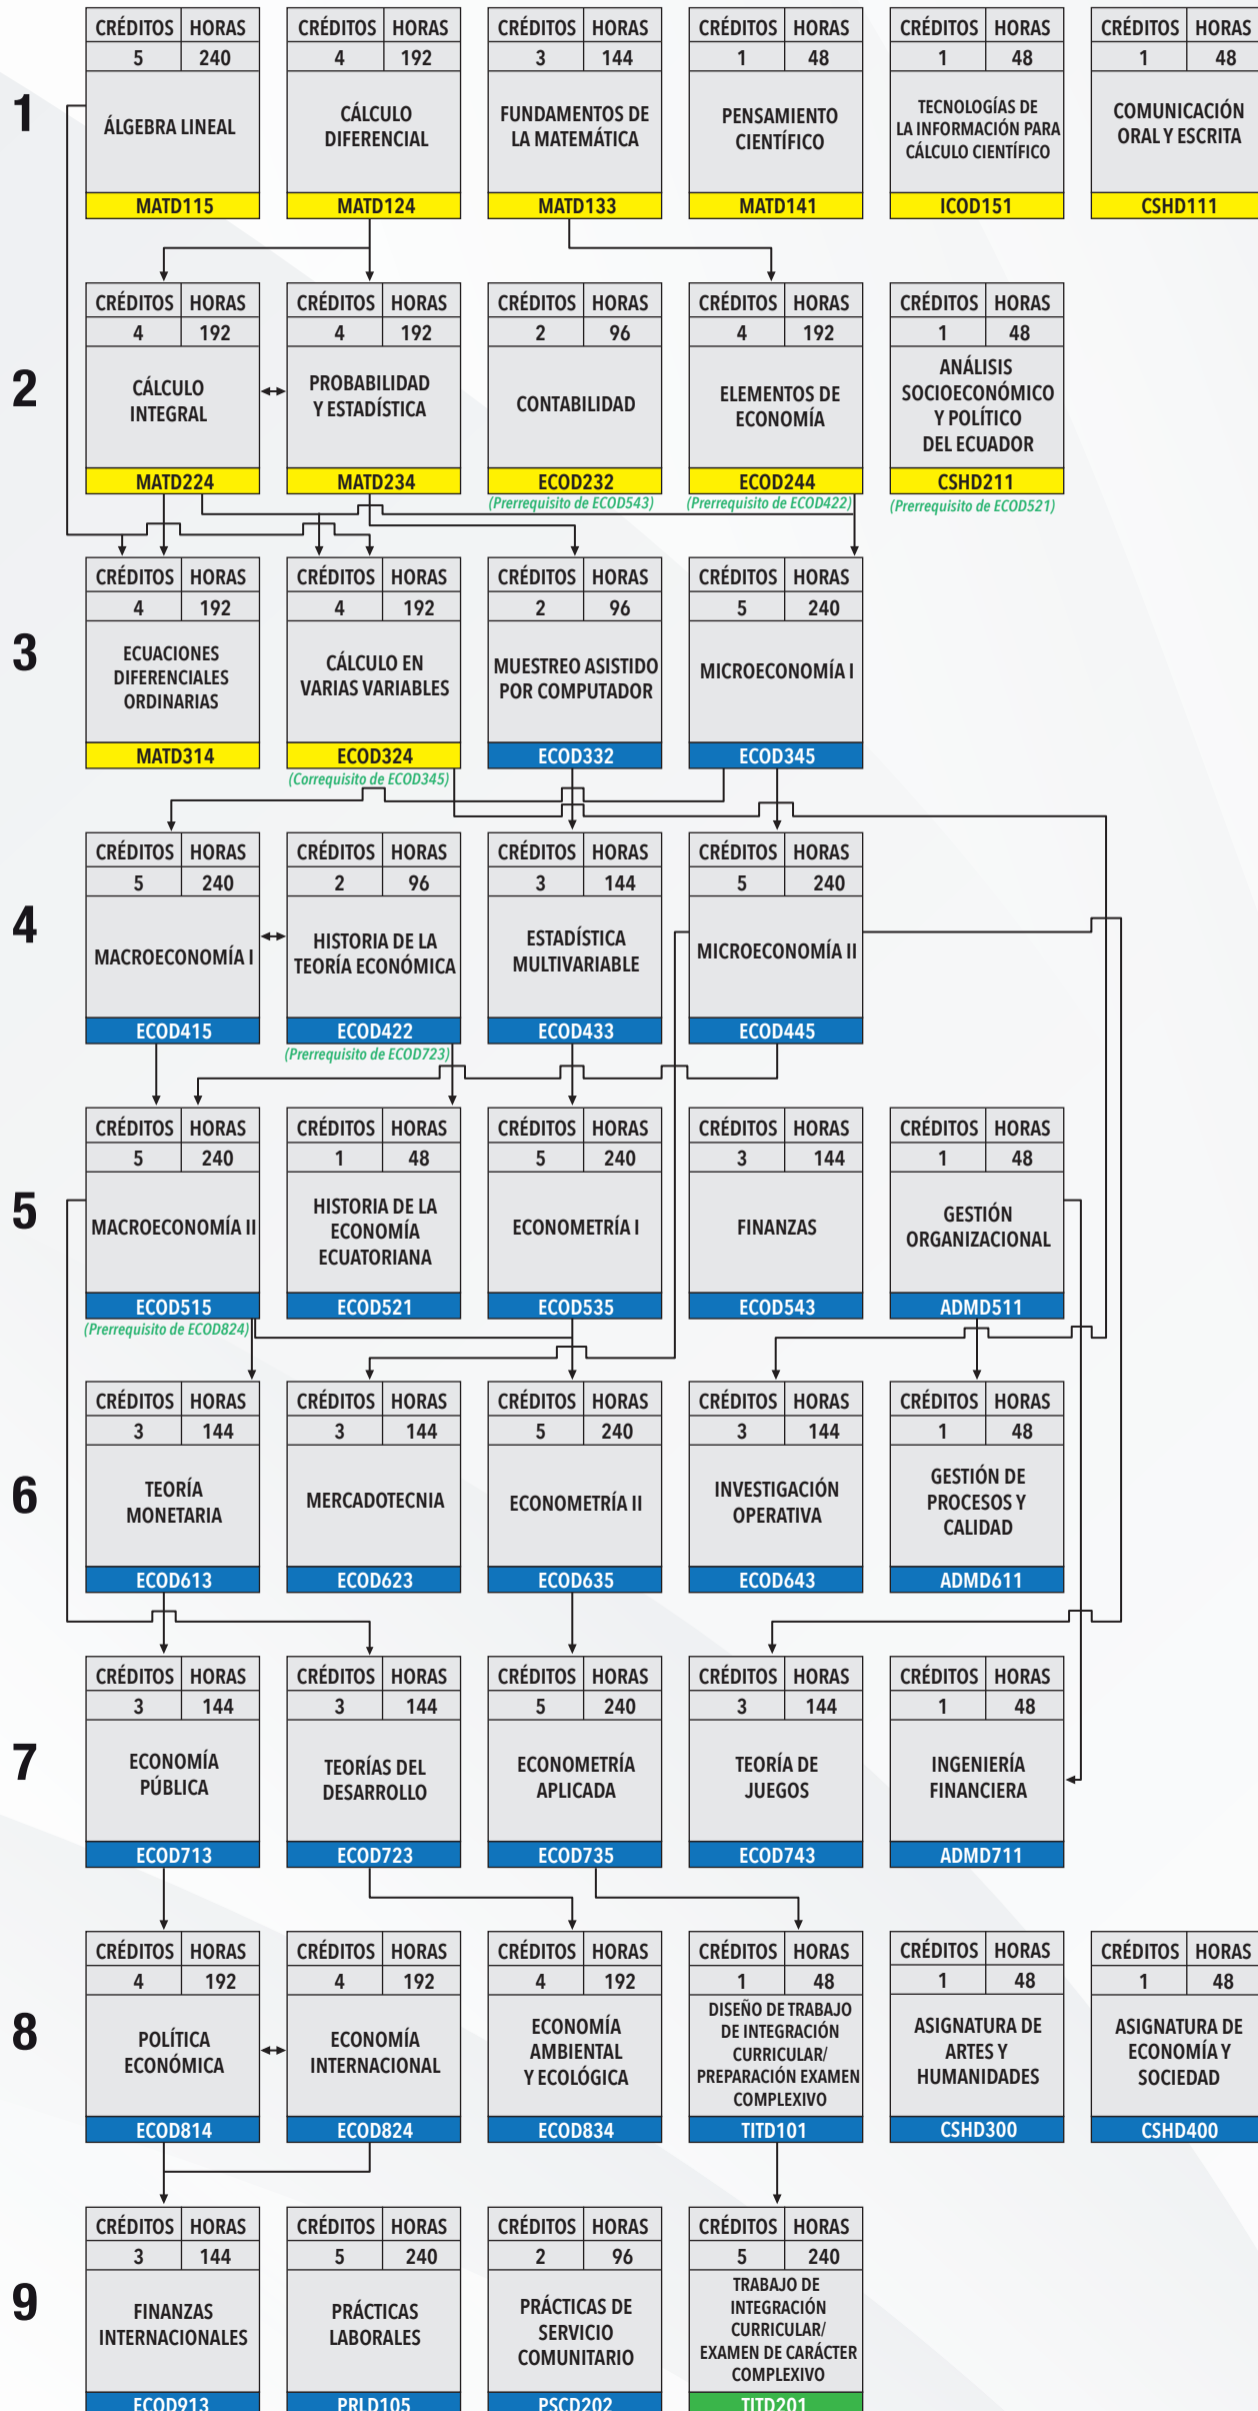 CRÉDITOS HORAS CRÉDITOS HORAS CRÉDITOS HORAS CRÉDITOS HORAS CRÉDITOS HORAS CRÉDITOS HORAS
5 240 4 192 3 144 1 48 1 48 1 48
1
ÁLGEBRA LINEAL
CÁLCULO
DIFERENCIAL
FUNDAMENTOS DE
LA MATEMÁTICA
PENSAMIENTO
CIENTÍFICO
TECNOLOGÍAS DE
LA INFORMACIÓN PARA
CÁLCULO CIENTÍFICO
COMUNICACIÓN
ORAL Y ESCRITA
MATD115 MATD124 MATD133 MATD141 ICOD151 CSHD111
CRÉDITOS HORAS CRÉDITOS HORAS CRÉDITOS HORAS CRÉDITOS HORAS CRÉDITOS HORAS
4 192 4 192 2 96 4 192 1 48
2
CÁLCULO
INTEGRAL
PROBABILIDAD
Y ESTADÍSTICA
CONTABILIDAD
ELEMENTOS DE
ECONOMÍA
ANÁLISIS
SOCIOECONÓMICO
Y POLÍTICO
DEL ECUADOR
MATD224 MATD234 ECOD232 ECOD244 CSHD211
(Prerrequisito de ECOD543) (Prerrequisito de ECOD422) (Prerrequisito de ECOD521)
CRÉDITOS HORAS CRÉDITOS HORAS CRÉDITOS HORAS CRÉDITOS HORAS
4 192 4 192 2 96 5 240
3
ECUACIONES
DIFERENCIALES
ORDINARIAS
CÁLCULO EN
VARIAS VARIABLES
MUESTREO ASISTIDO
POR COMPUTADOR
MICROECONOMÍA I
MATD314 ECOD324 ECOD332 ECOD345
(Correquisito de ECOD345)
CRÉDITOS HORAS CRÉDITOS HORAS CRÉDITOS HORAS CRÉDITOS HORAS
5 240 2 96 3 144 5 240
4
MACROECONOMÍA I
HISTORIA DE LA
TEORÍA ECONÓMICA
ESTADÍSTICA
MULTIVARIABLE
MICROECONOMÍA II
ECOD415 ECOD422 ECOD433 ECOD445
(Prerrequisito de ECOD723)
CRÉDITOS HORAS CRÉDITOS HORAS CRÉDITOS HORAS CRÉDITOS HORAS CRÉDITOS HORAS
5 240 1 48 5 240 3 144 1 48
5
MACROECONOMÍA II
HISTORIA DE LA
ECONOMÍA
ECUATORIANA
ECONOMETRÍA I
FINANZAS
GESTIÓN
ORGANIZACIONAL
ECOD515 ECOD521 ECOD535 ECOD543 ADMD511
(Prerrequisito de ECOD824)
CRÉDITOS HORAS CRÉDITOS HORAS CRÉDITOS HORAS CRÉDITOS HORAS CRÉDITOS HORAS
3 144 3 144 5 240 3 144 1 48
6
TEORÍA
MONETARIA
MERCADOTECNIA
ECONOMETRÍA II
INVESTIGACIÓN
OPERATIVA
GESTIÓN DE
PROCESOS Y
CALIDAD
ECOD613 ECOD623 ECOD635 ECOD643 ADMD611
CRÉDITOS HORAS CRÉDITOS HORAS CRÉDITOS HORAS CRÉDITOS HORAS CRÉDITOS HORAS
3 144 3 144 5 240 3 144 1 48
7
ECONOMÍA
PÚBLICA
TEORÍAS DEL
DESARROLLO
ECONOMETRÍA
APLICADA
TEORÍA DE
JUEGOS
INGENIERÍA
FINANCIERA
ECOD713 ECOD723 ECOD735 ECOD743 ADMD711
CRÉDITOS HORAS CRÉDITOS HORAS CRÉDITOS HORAS CRÉDITOS HORAS CRÉDITOS HORAS CRÉDITOS HORAS
4 192 4 192 4 192 1 48 1 48 1 48
8
POLÍTICA
ECONÓMICA
ECONOMÍA
INTERNACIONAL
ECONOMÍA
AMBIENTAL
Y ECOLÓGICA
DISEÑO DE TRABAJO
DE INTEGRACIÓN
CURRICULAR/
PREPARACIÓN EXAMEN
COMPLEXIVO
ASIGNATURA DE
ARTES Y
HUMANIDADES
ASIGNATURA DE
ECONOMÍA Y
SOCIEDAD
ECOD814 ECOD824 ECOD834 TITD101 CSHD300 CSHD400
CRÉDITOS HORAS CRÉDITOS HORAS CRÉDITOS HORAS CRÉDITOS HORAS
3 144 5 240 2 96 5 240
9
FINANZAS
INTERNACIONALES
PRÁCTICAS
LABORALES
PRÁCTICAS DE
SERVICIO
COMUNITARIO
TRABAJO DE
INTEGRACIÓN
CURRICULAR/
EXAMEN DE CARÁCTER
COMPLEXIVO
ECOD913 PRLD105 PSCD202 TITD201